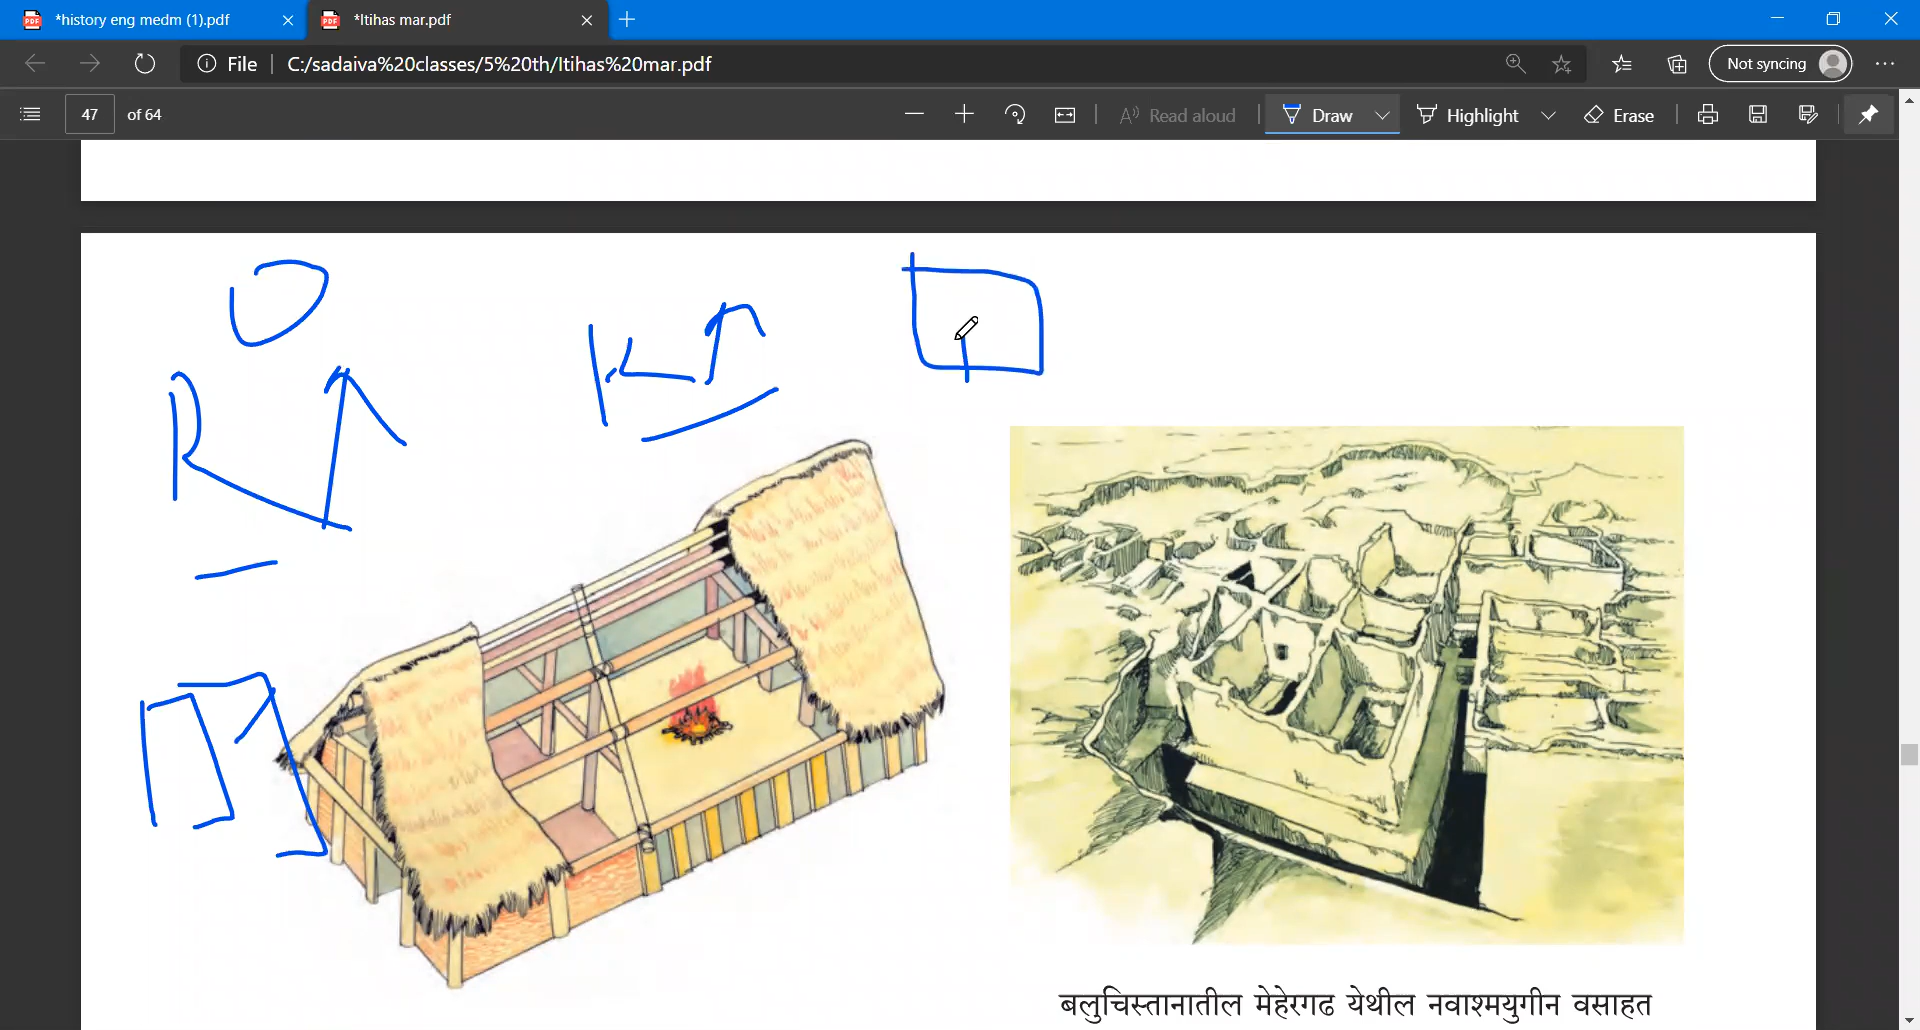 *history eng medm (1).pdf
*Itihas mar.pdf
File
C:/sadaiva%20classes/5%20th/Itihas%20mar.pdf
Not syncing
47 of 64
Read aloud
Draw
Highlight
Erase
बलुचिस्तानातील मेहेरगढ येथील नवाश्मयुगीन वसाहत